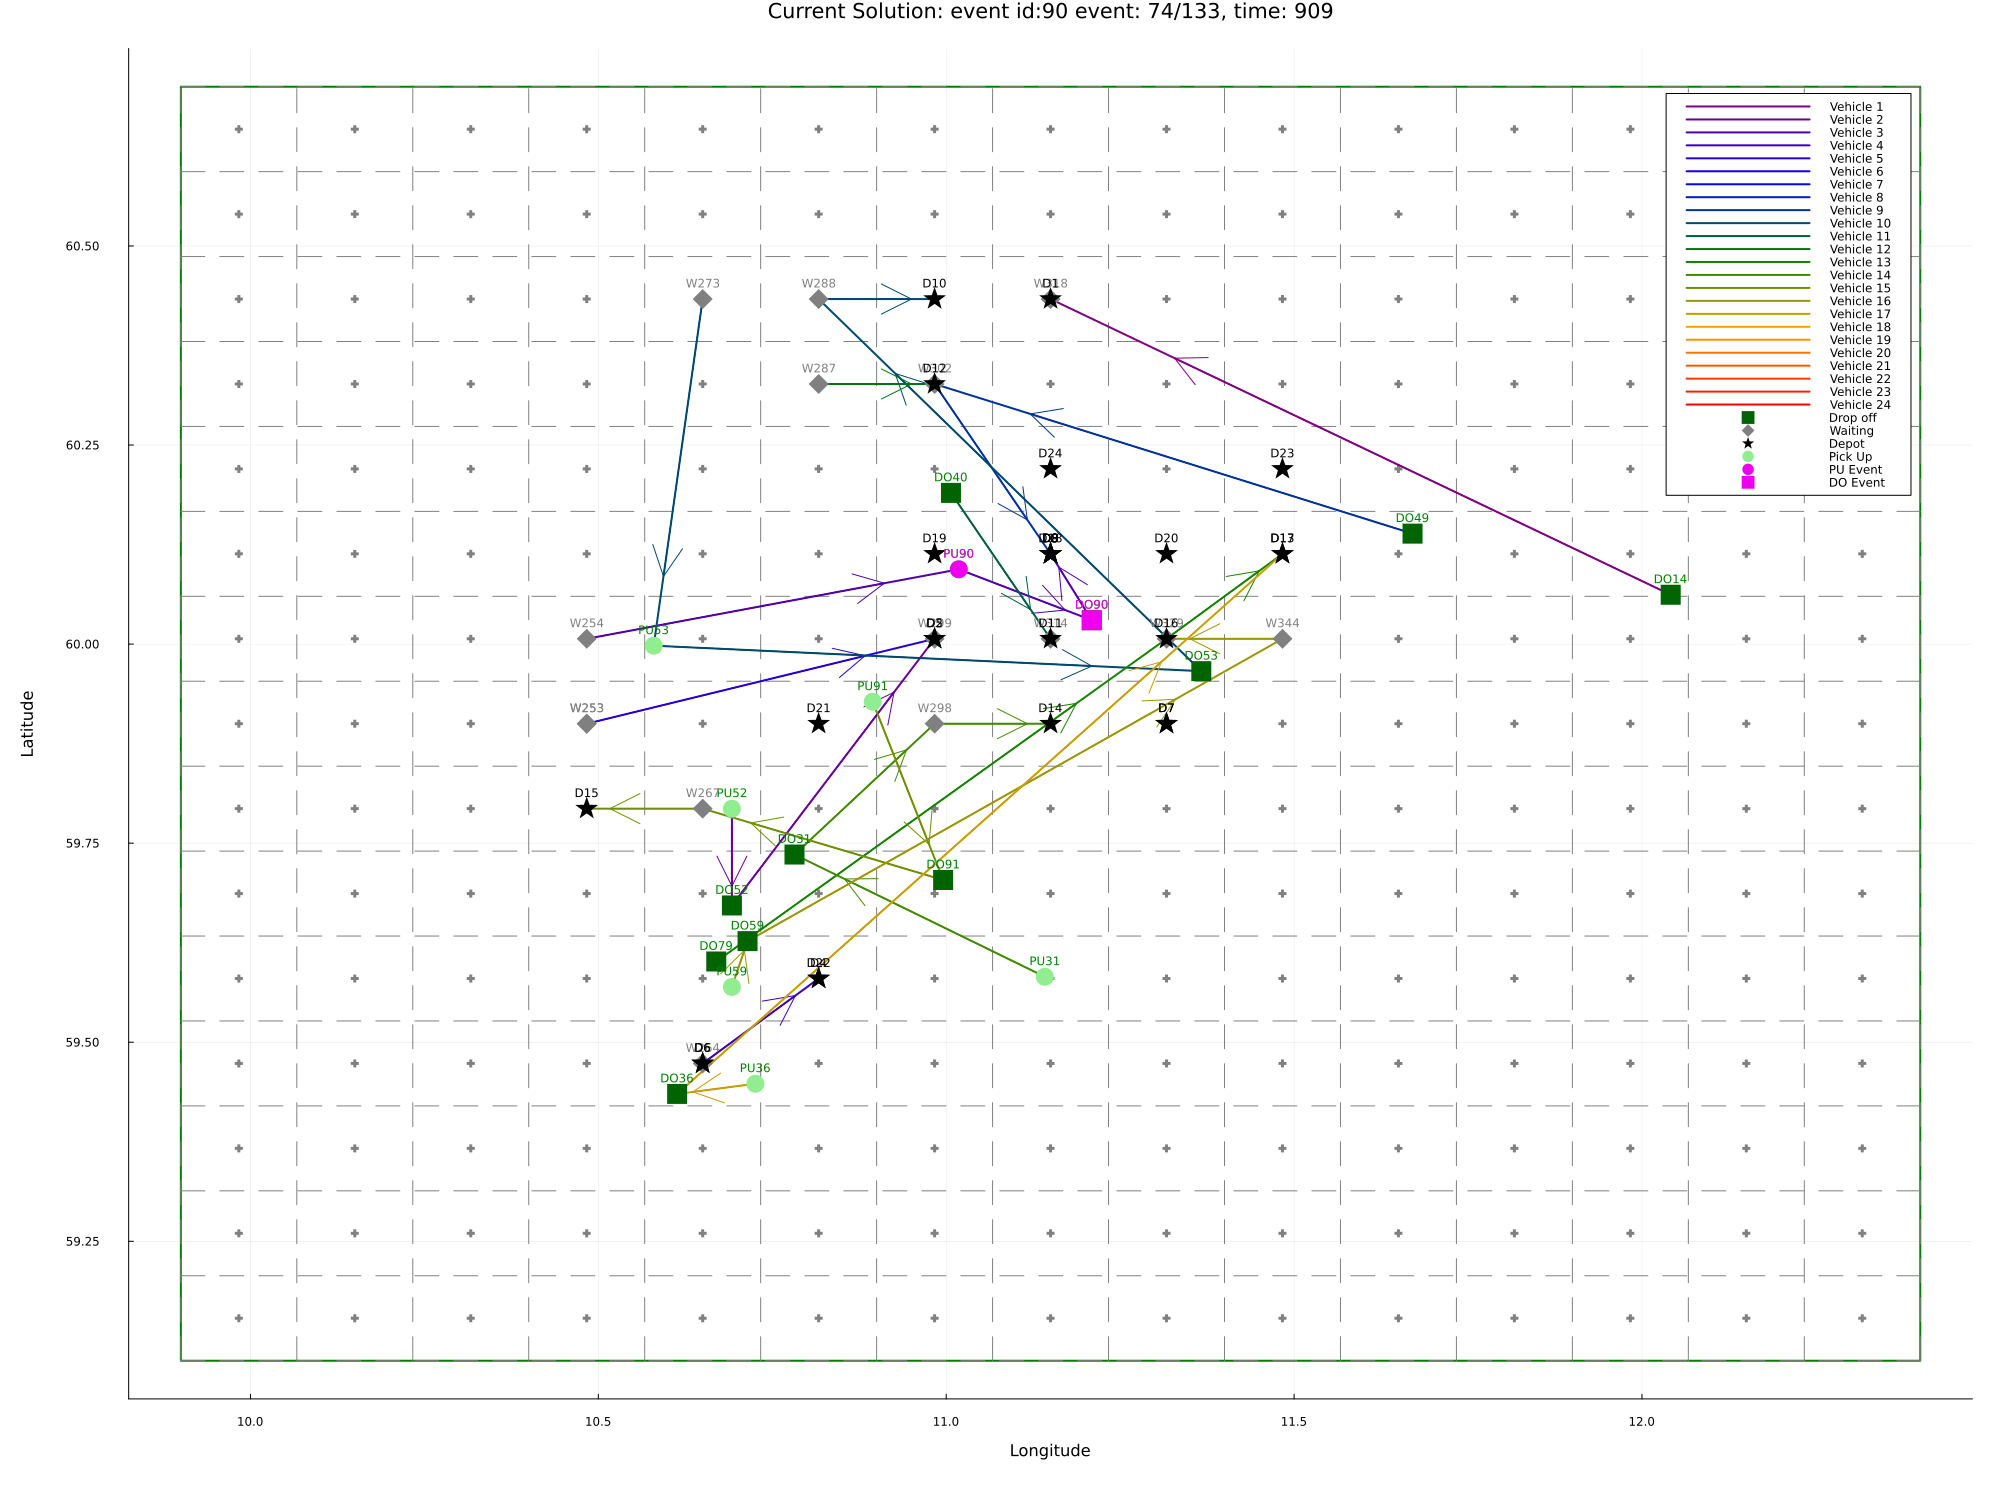 Current Solution: event id:90 event: 74/133, time: 909
Vehicle 1
Vehicle 2
Vehicle 3
Vehicle 4
Vehicle 5
Vehicle 6
Vehicle 7
Vehicle 8
Vehicle 9
Vehicle 10
Vehicle 11
Vehicle 12
Vehicle 13
Vehicle 14
Vehicle 15
Vehicle 16
Vehicle 17
Vehicle 18
Vehicle 19
Vehicle 20
Vehicle 21
Vehicle 22
Vehicle 23
Vehicle 24
Drop off
Waiting
Depot
Pick Up
PU Event
DO Event
60.50
60.25
60.00
59.75
59.50
59.25
Latitude
W273
W288
D10
D1
W287
D12
D24
D23
DO40
DO49
D19
PU90
D20
DO14
DO90
W254
PU53
D11
D16
W344
DO53
PU91
W253
D21
W298
D14
D7
D15
W267
PU52
DO31
DO91
DO52
DO59
DO79
PU59
PU31
D6
PU36
DO36
10.0
10.5
11.0
11.5
12.0
Longitude